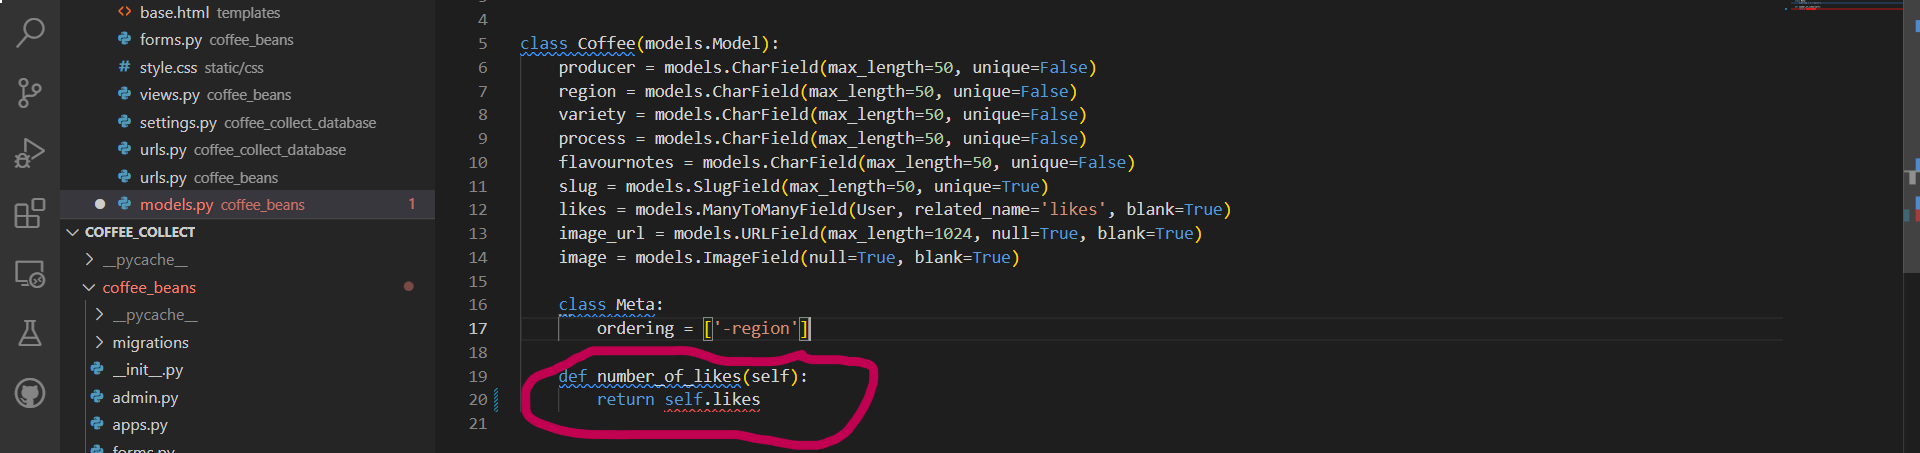 base.html templates
forms.py coffee_beans
style.css static/css
views.py coffee_beans
settings.py coffee_collect_database
urls.py coffee_collect_database
urls.py coffee_beans
models.py coffee_beans 1
COFFEE_COLLECT
__pycache__
coffee_beans
__pycache__
migrations
__init__.py
admin.py
apps.py
forms.py
4
5 class Coffee(models.Model):
6 producer = models.CharField(max_length=50, unique=False)
7 region = models.CharField(max_length=50, unique=False)
8 variety = models.CharField(max_length=50, unique=False)
9 process = models.CharField(max_length=50, unique=False)
10 flavournotes = models.CharField(max_length=50, unique=False)
11 slug = models.SlugField(max_length=50, unique=True)
12 likes = models.ManyToManyField(User, related_name='likes', blank=True)
13 image_url = models.URLField(max_length=1024, null=True, blank=True)
14 image = models.ImageField(null=True, blank=True)
15
16 class Meta:
17 ordering = ['-region']
18
19 def number_of_likes(self):
20 return self.likes
21